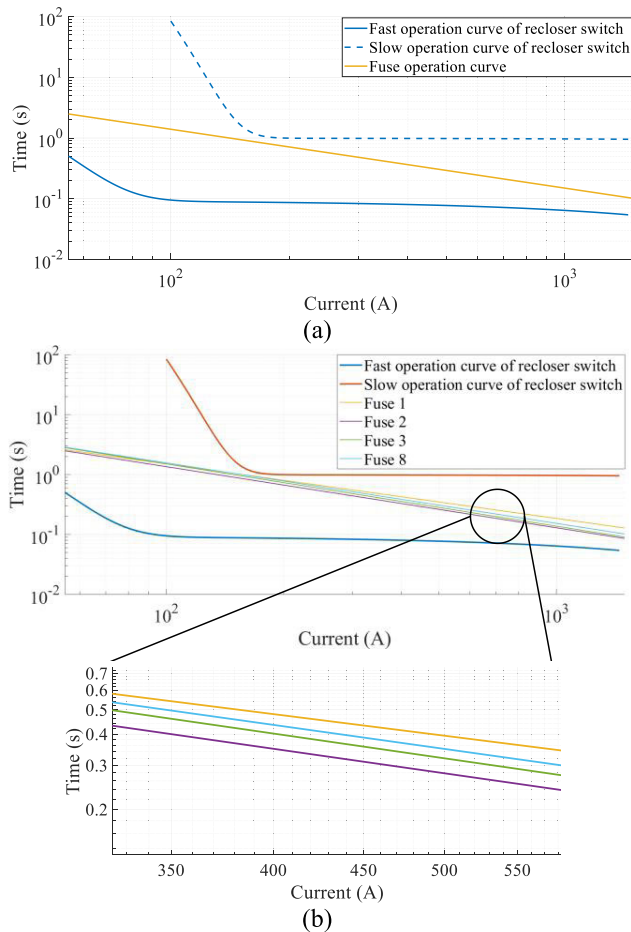 10^2
10^1
10^0
10^-1
10^-2
Time (s)
Fast operation curve of recloser switch
Slow operation curve of recloser switch
Fuse operation curve
10^2
10^3
Current (A)
(a)
10^2
10^1
10^0
10^-1
10^-2
Time (s)
Fast operation curve of recloser switch
Slow operation curve of recloser switch
Fuse 1
Fuse 2
Fuse 3
Fuse 8
10^2
10^3
Current (A)
0.7
0.6
0.5
0.4
0.3
0.2
Time (s)
350
400
450
500
550
Current (A)
(b)